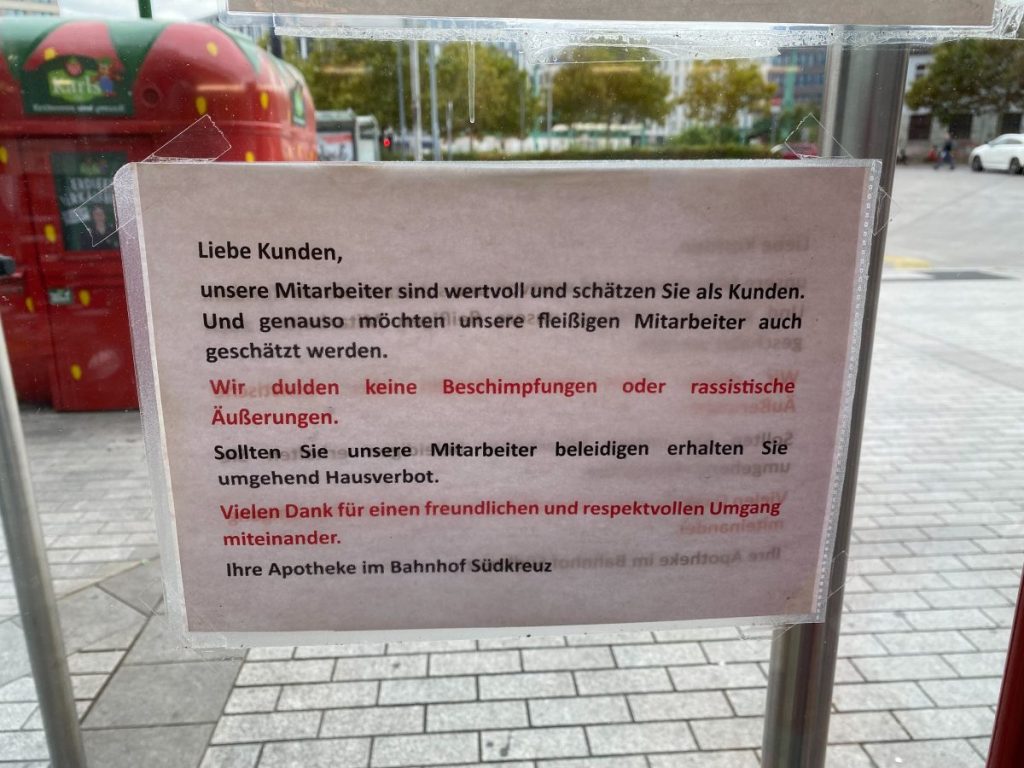 Karls
Liebe Kunden,
unsere Mitarbeiter sind wertvoll und schätzen Sie als Kunden.
Und genauso möchten unsere fleißigen Mitarbeiter auch
geschätzt werden.
Wir dulden keine Beschimpfungen oder rassistische
Äußerungen.
Sollten Sie unsere Mitarbeiter beleidigen erhalten Sie
umgehend Hausverbot.
Vielen Dank für einen freundlichen und respektvollen Umgang
miteinander.
Ihre Apotheke im Bahnhof Südkreuz